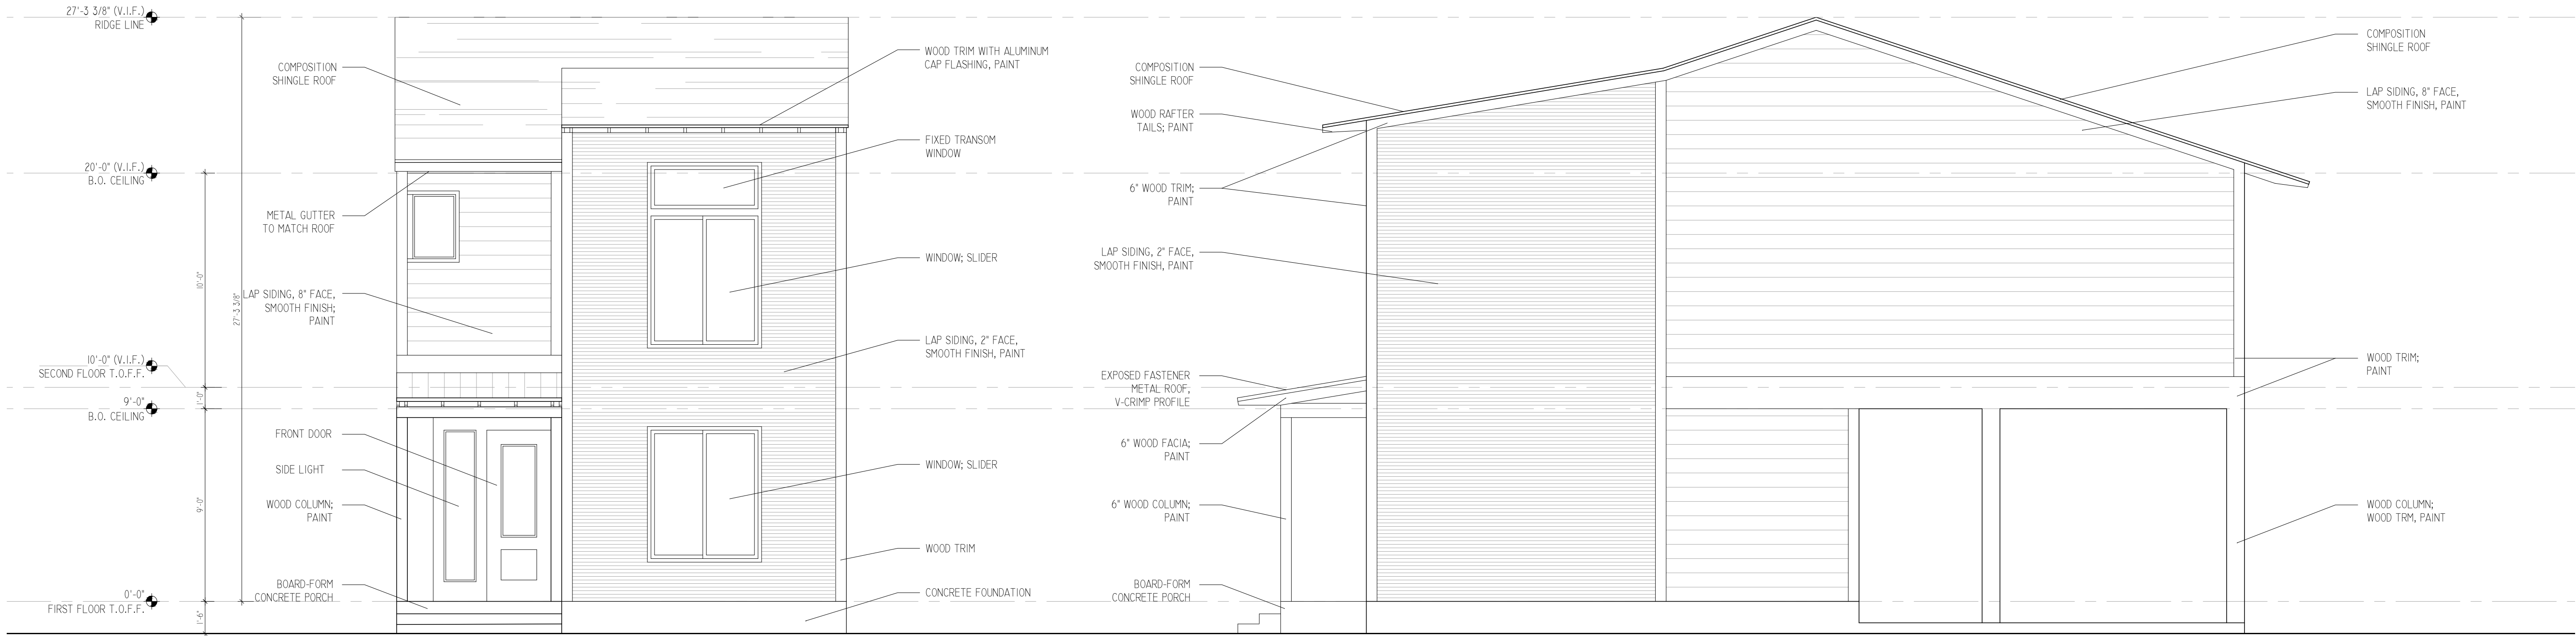 27'-3 3/8" (V.I.F.)
RIDGE LINE
20'-0" (V.I.F.)
B.O. CEILING
10'-0" (V.I.F.)
SECOND FLOOR T.O.F.F.
9'-0"
B.O. CEILING
0'-0"
FIRST FLOOR T.O.F.F.
10'-0"
1'-0"
9'-0"
1'-6"
27'-3 3/8"
COMPOSITION
SHINGLE ROOF
METAL GUTTER
TO MATCH ROOF
LAP SIDING, 8" FACE,
SMOOTH FINISH;
PAINT
FRONT DOOR
SIDE LIGHT
WOOD COLUMN;
PAINT
BOARD-FORM
CONCRETE PORCH
WOOD TRIM WITH ALUMINUM
CAP FLASHING, PAINT
FIXED TRANSOM
WINDOW
WINDOW; SLIDER
LAP SIDING, 2" FACE,
SMOOTH FINISH, PAINT
WINDOW; SLIDER
WOOD TRIM
CONCRETE FOUNDATION
COMPOSITION
SHINGLE ROOF
WOOD RAFTER
TAILS; PAINT
6" WOOD TRIM;
PAINT
LAP SIDING, 2" FACE,
SMOOTH FINISH, PAINT
EXPOSED FASTENER
METAL ROOF,
V-CRIMP PROFILE
6" WOOD FACIA;
PAINT
6" WOOD COLUMN;
PAINT
BOARD-FORM
CONCRETE PORCH
COMPOSITION
SHINGLE ROOF
LAP SIDING, 8" FACE,
SMOOTH FINISH, PAINT
WOOD TRIM;
PAINT
WOOD COLUMN;
WOOD TRM, PAINT